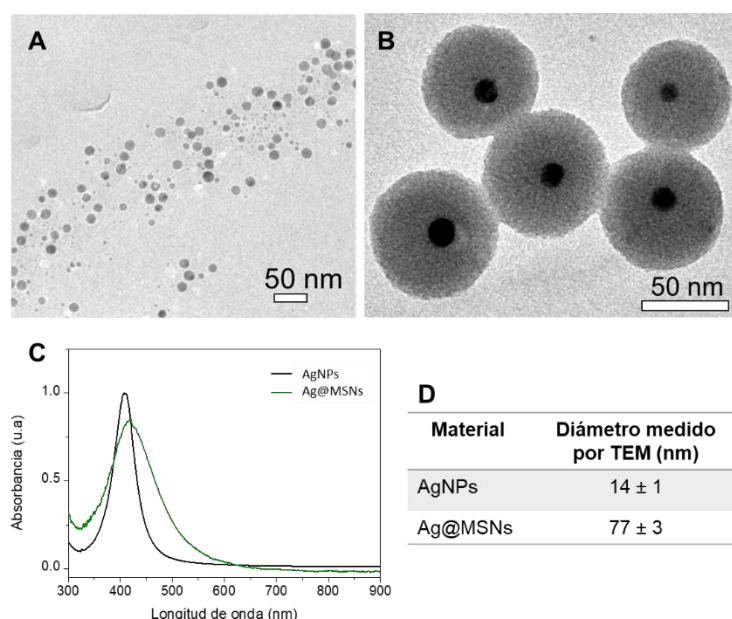 A
50 nm
B
50 nm
C
AgNPs
Ag@MSNs
1.0
0.5
0.0
300 400 500 600 700 800 900
Absorbancia (u.a)
Longitud de onda (nm)
D
Material Diámetro medido
por TEM (nm)
AgNPs 14 ± 1
Ag@MSNs 77 ± 3